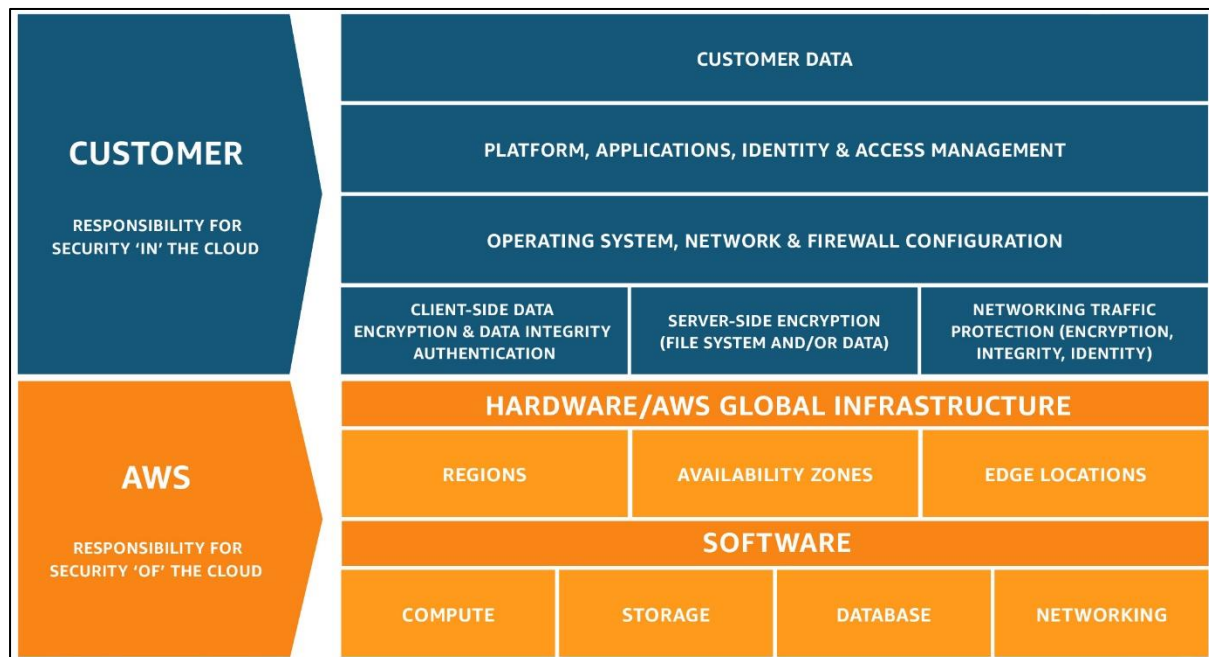 CUSTOMER
RESPONSIBILITY FOR
SECURITY ‘IN’ THE CLOUD
CUSTOMER DATA
PLATFORM, APPLICATIONS, IDENTITY & ACCESS MANAGEMENT
OPERATING SYSTEM, NETWORK & FIREWALL CONFIGURATION
CLIENT-SIDE DATA
ENCRYPTION & DATA INTEGRITY
AUTHENTICATION
SERVER-SIDE ENCRYPTION
(FILE SYSTEM AND/OR DATA)
NETWORKING TRAFFIC
PROTECTION (ENCRYPTION,
INTEGRITY, IDENTITY)
AWS
RESPONSIBILITY FOR
SECURITY ‘OF’ THE CLOUD
HARDWARE/AWS GLOBAL INFRASTRUCTURE
REGIONS
AVAILABILITY ZONES
EDGE LOCATIONS
SOFTWARE
COMPUTE
STORAGE
DATABASE
NETWORKING